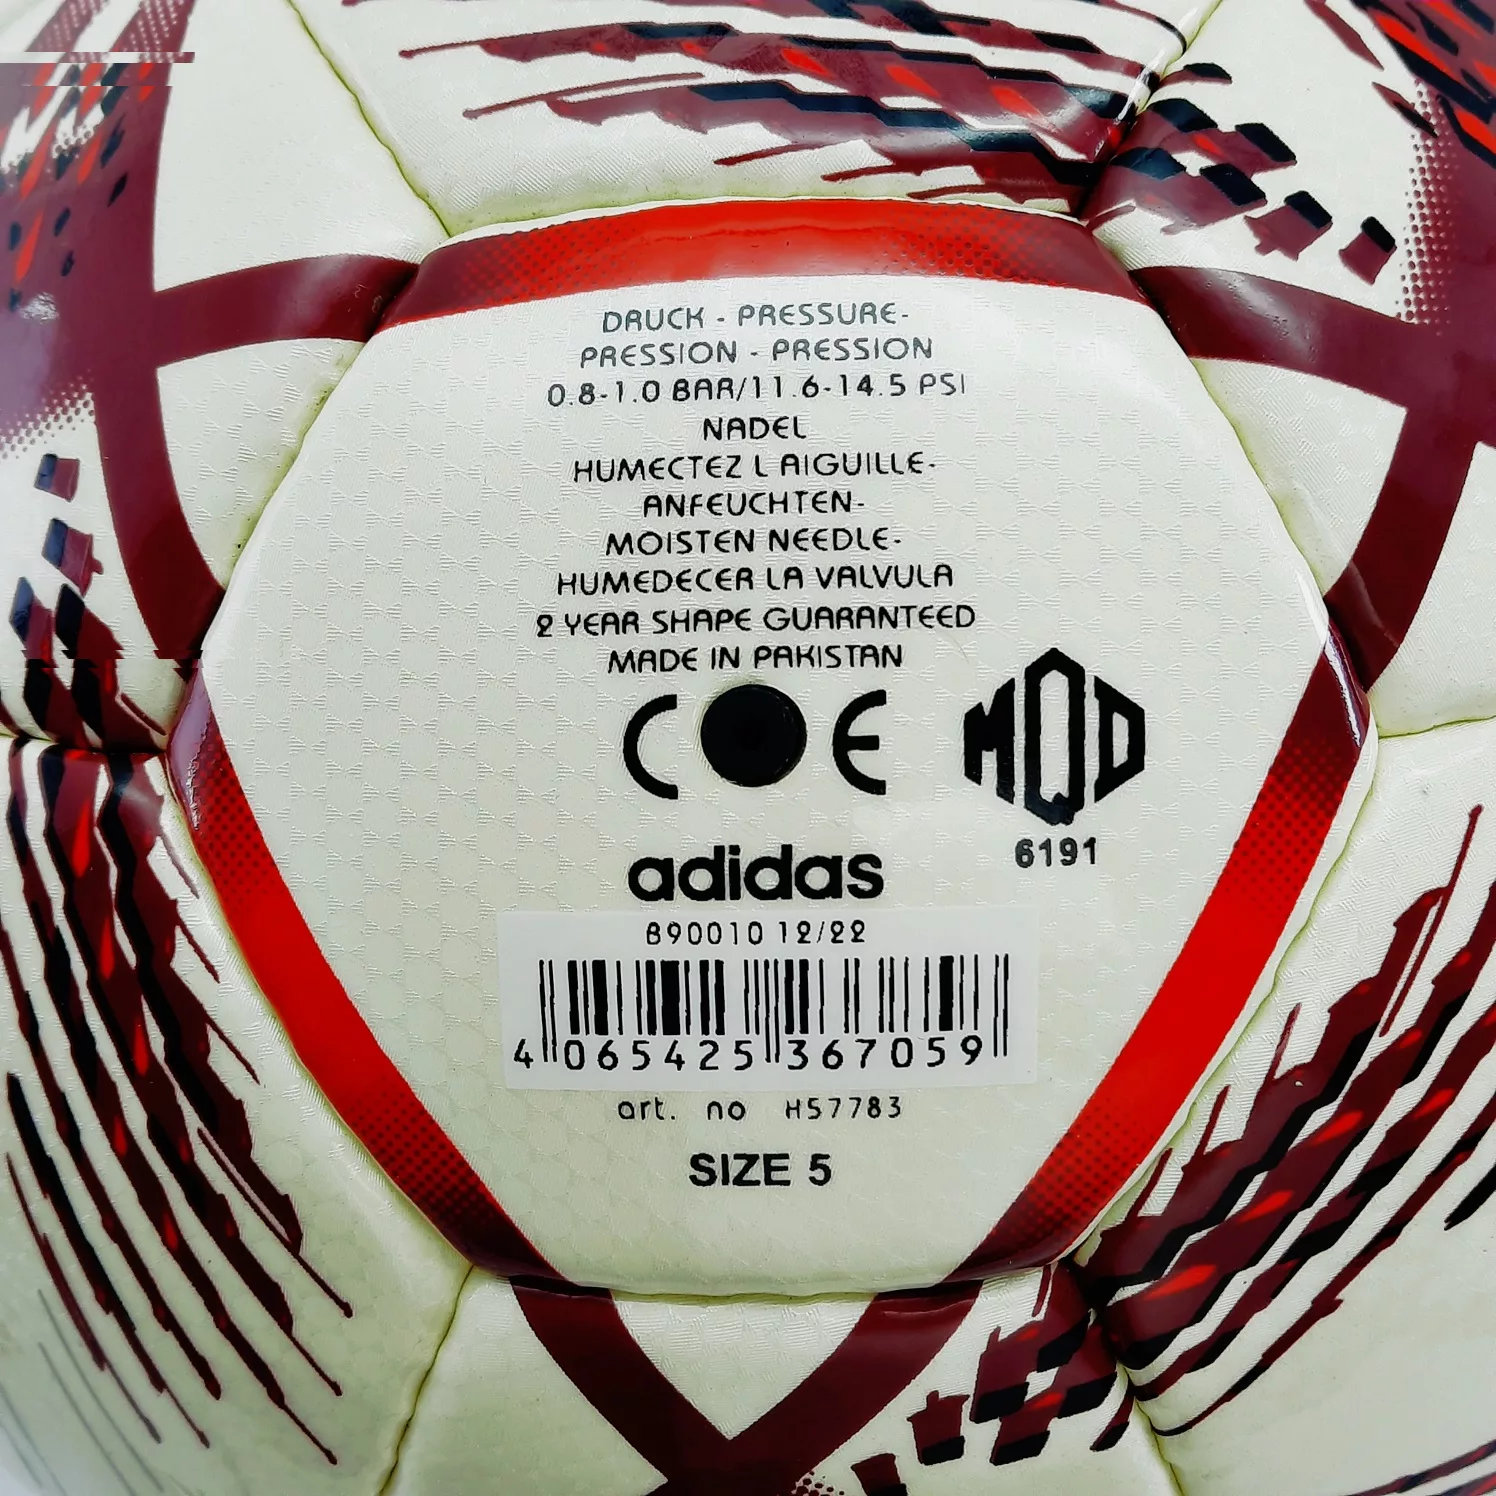 DRUCK - PRESSURE-
PRESSION - PRESSION
0.8-1.0 BAR/11.6-14.5 PSI
NADEL
HUMECTEZ L AIGUILLE-
ANFEUCHTEN-
MOISTEN NEEDLE-
HUMEDECER LA VALVULA
2 YEAR SHAPE GUARANTEED
MADE IN PAKISTAN
C E
MQD
6191
adidas
890010 12/22
4 065425 367059
art. no H57783
SIZE 5